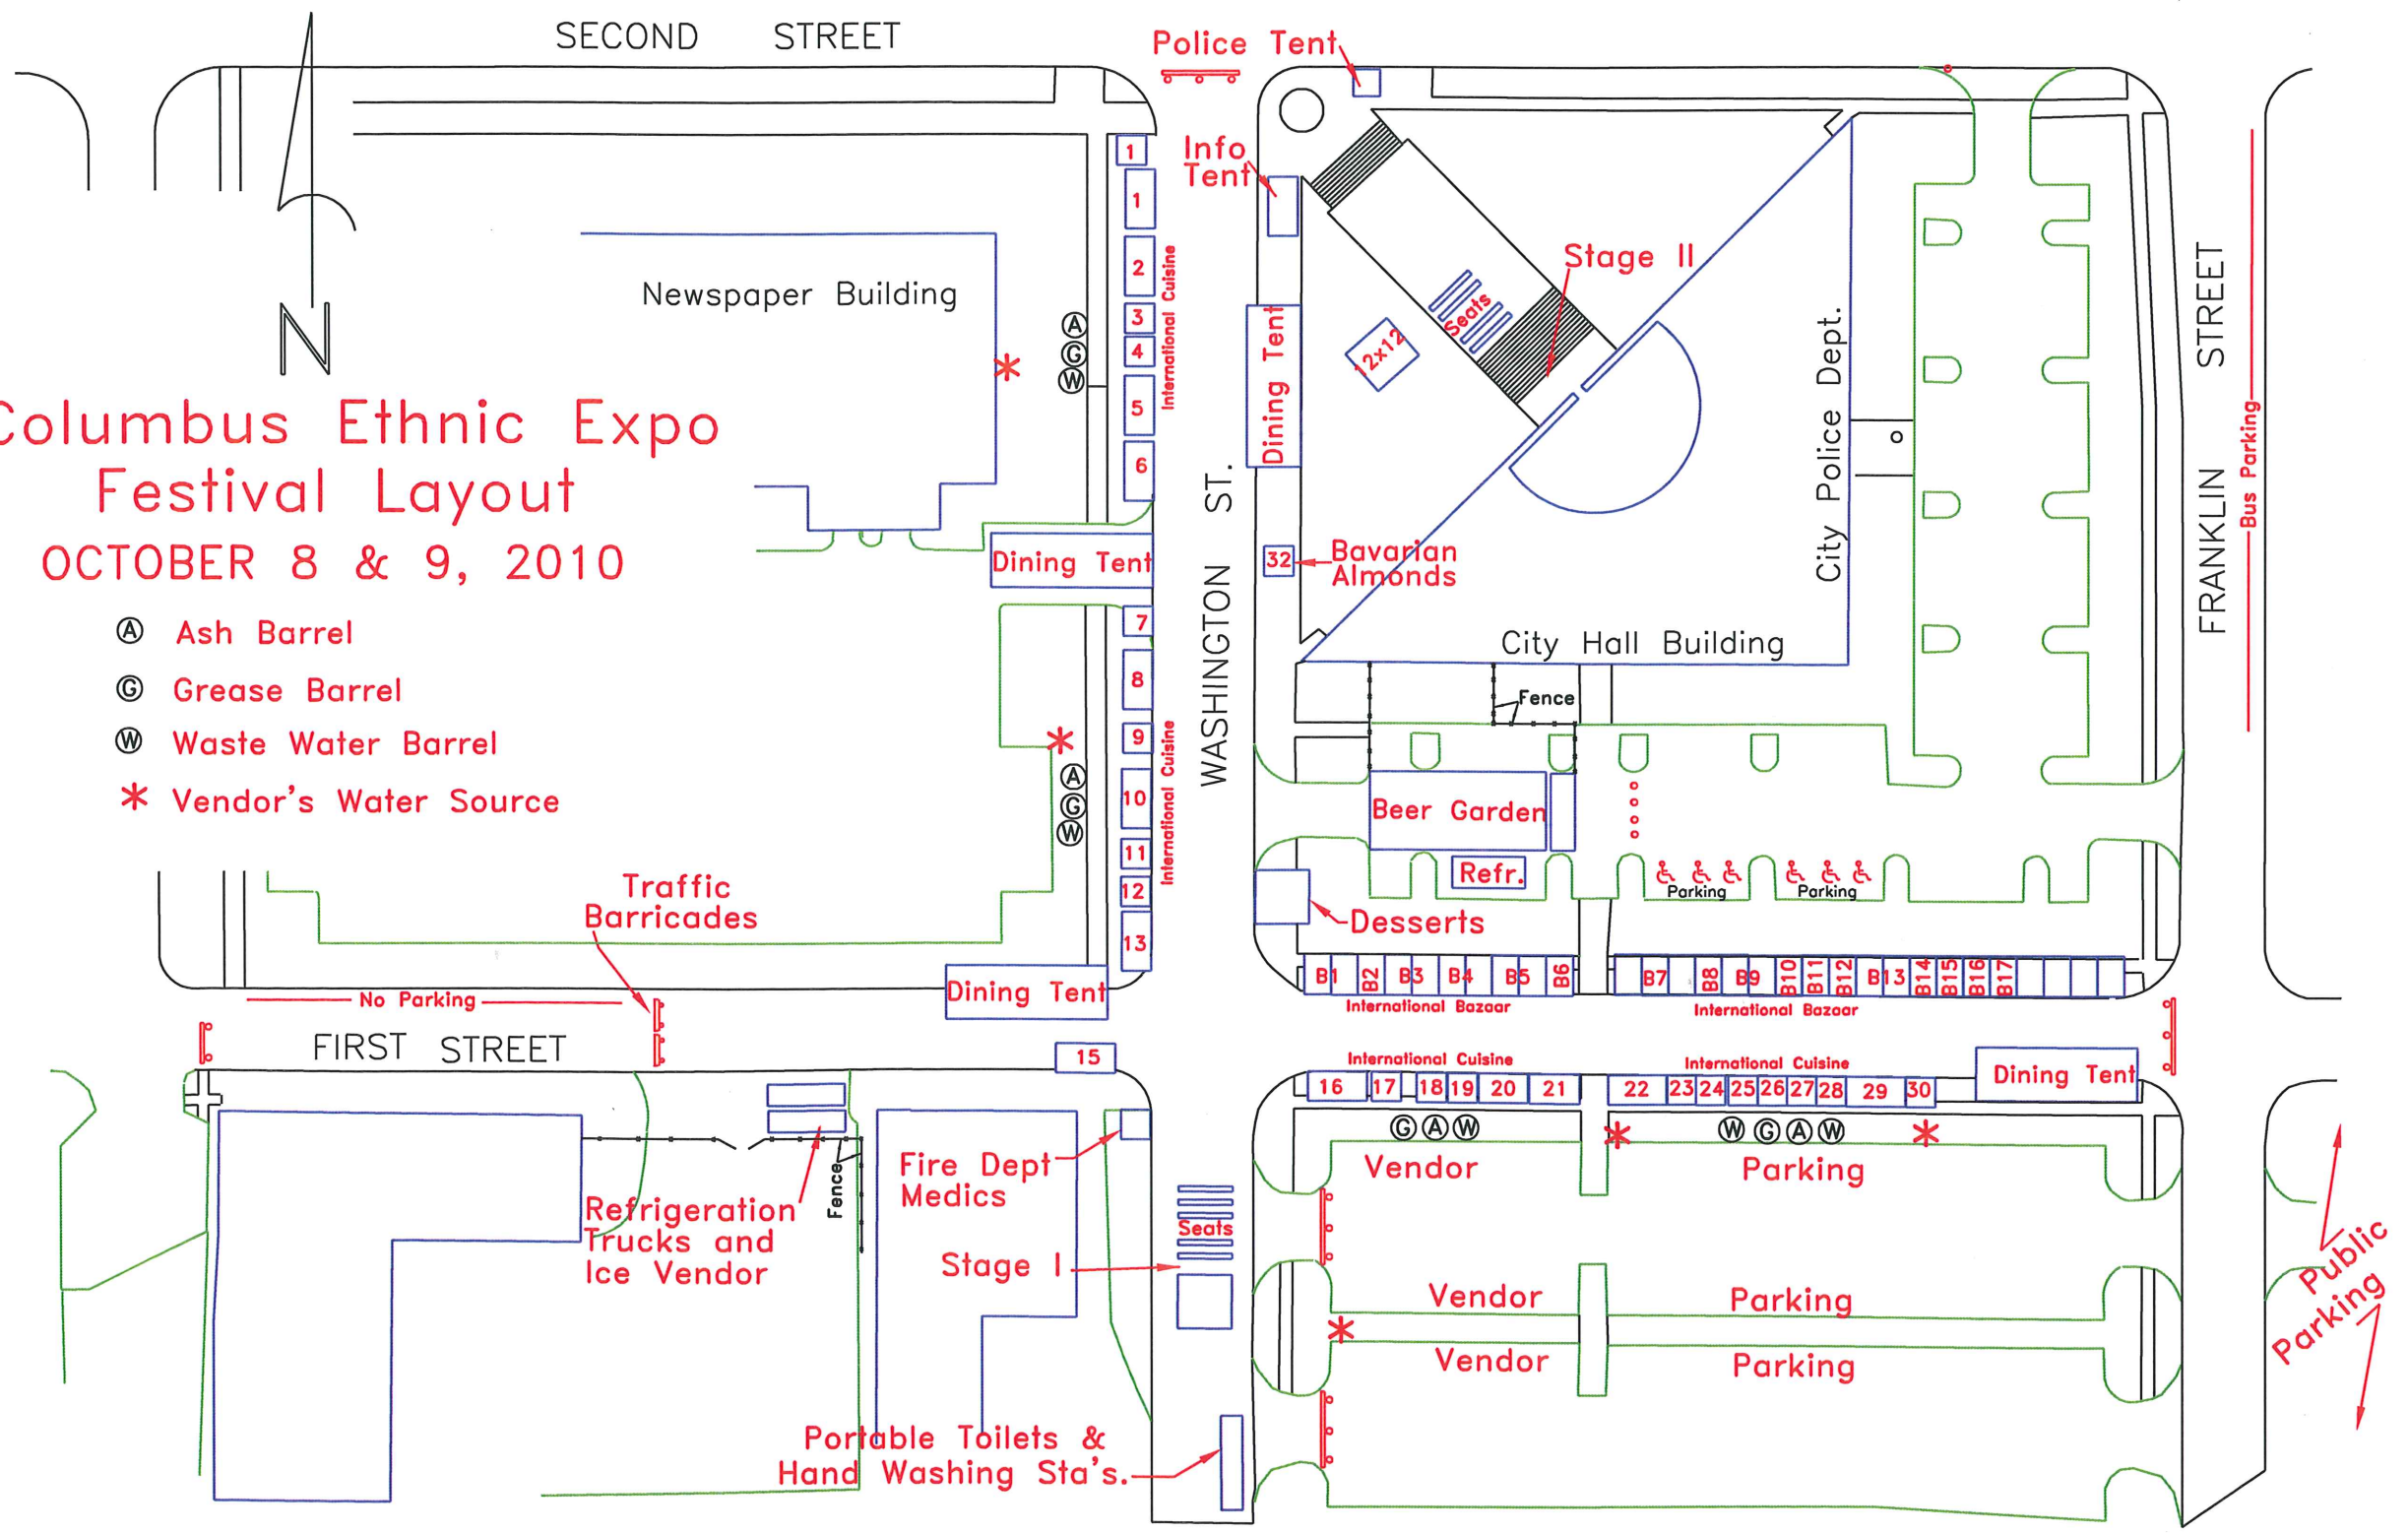 SECOND STREET
Police Tent
Info
Tent
1
1
2
3
4
5
6
International Cuisine
Newspaper Building
A
G
W
N
Columbus Ethnic Expo
Festival Layout
OCTOBER 8 & 9, 2010
A Ash Barrel
G Grease Barrel
W Waste Water Barrel
* Vendor's Water Source
Stage II
Seats
12x12
Dining Tent
City Police Dept.
FRANKLIN STREET
Bus Parking
WASHINGTON ST.
32
Bavarian
Almonds
City Hall Building
Fence
Dining Tent
7
8
9
10
11
12
13
International Cuisine
A
G
W
Beer Garden
Refr.
Parking
Parking
Desserts
Traffic
Barricades
B1 B2 B3 B4 B5 B6
B7 B8 B9 B10 B11 B12 B13 B14 B15 B16 B17
International Bazaar
International Bazaar
No Parking
Dining Tent
FIRST STREET
15
International Cuisine
International Cuisine
16 17 18 19 20 21
22 23 24 25 26 27 28 29 30
Dining Tent
G A W
W G A W
Vendor Parking
Fire Dept
Medics
Fence
Refrigeration
Trucks and
Ice Vendor
Seats
Stage I
Vendor Parking
Vendor Parking
Public
Parking
Portable Toilets &
Hand Washing Sta's.